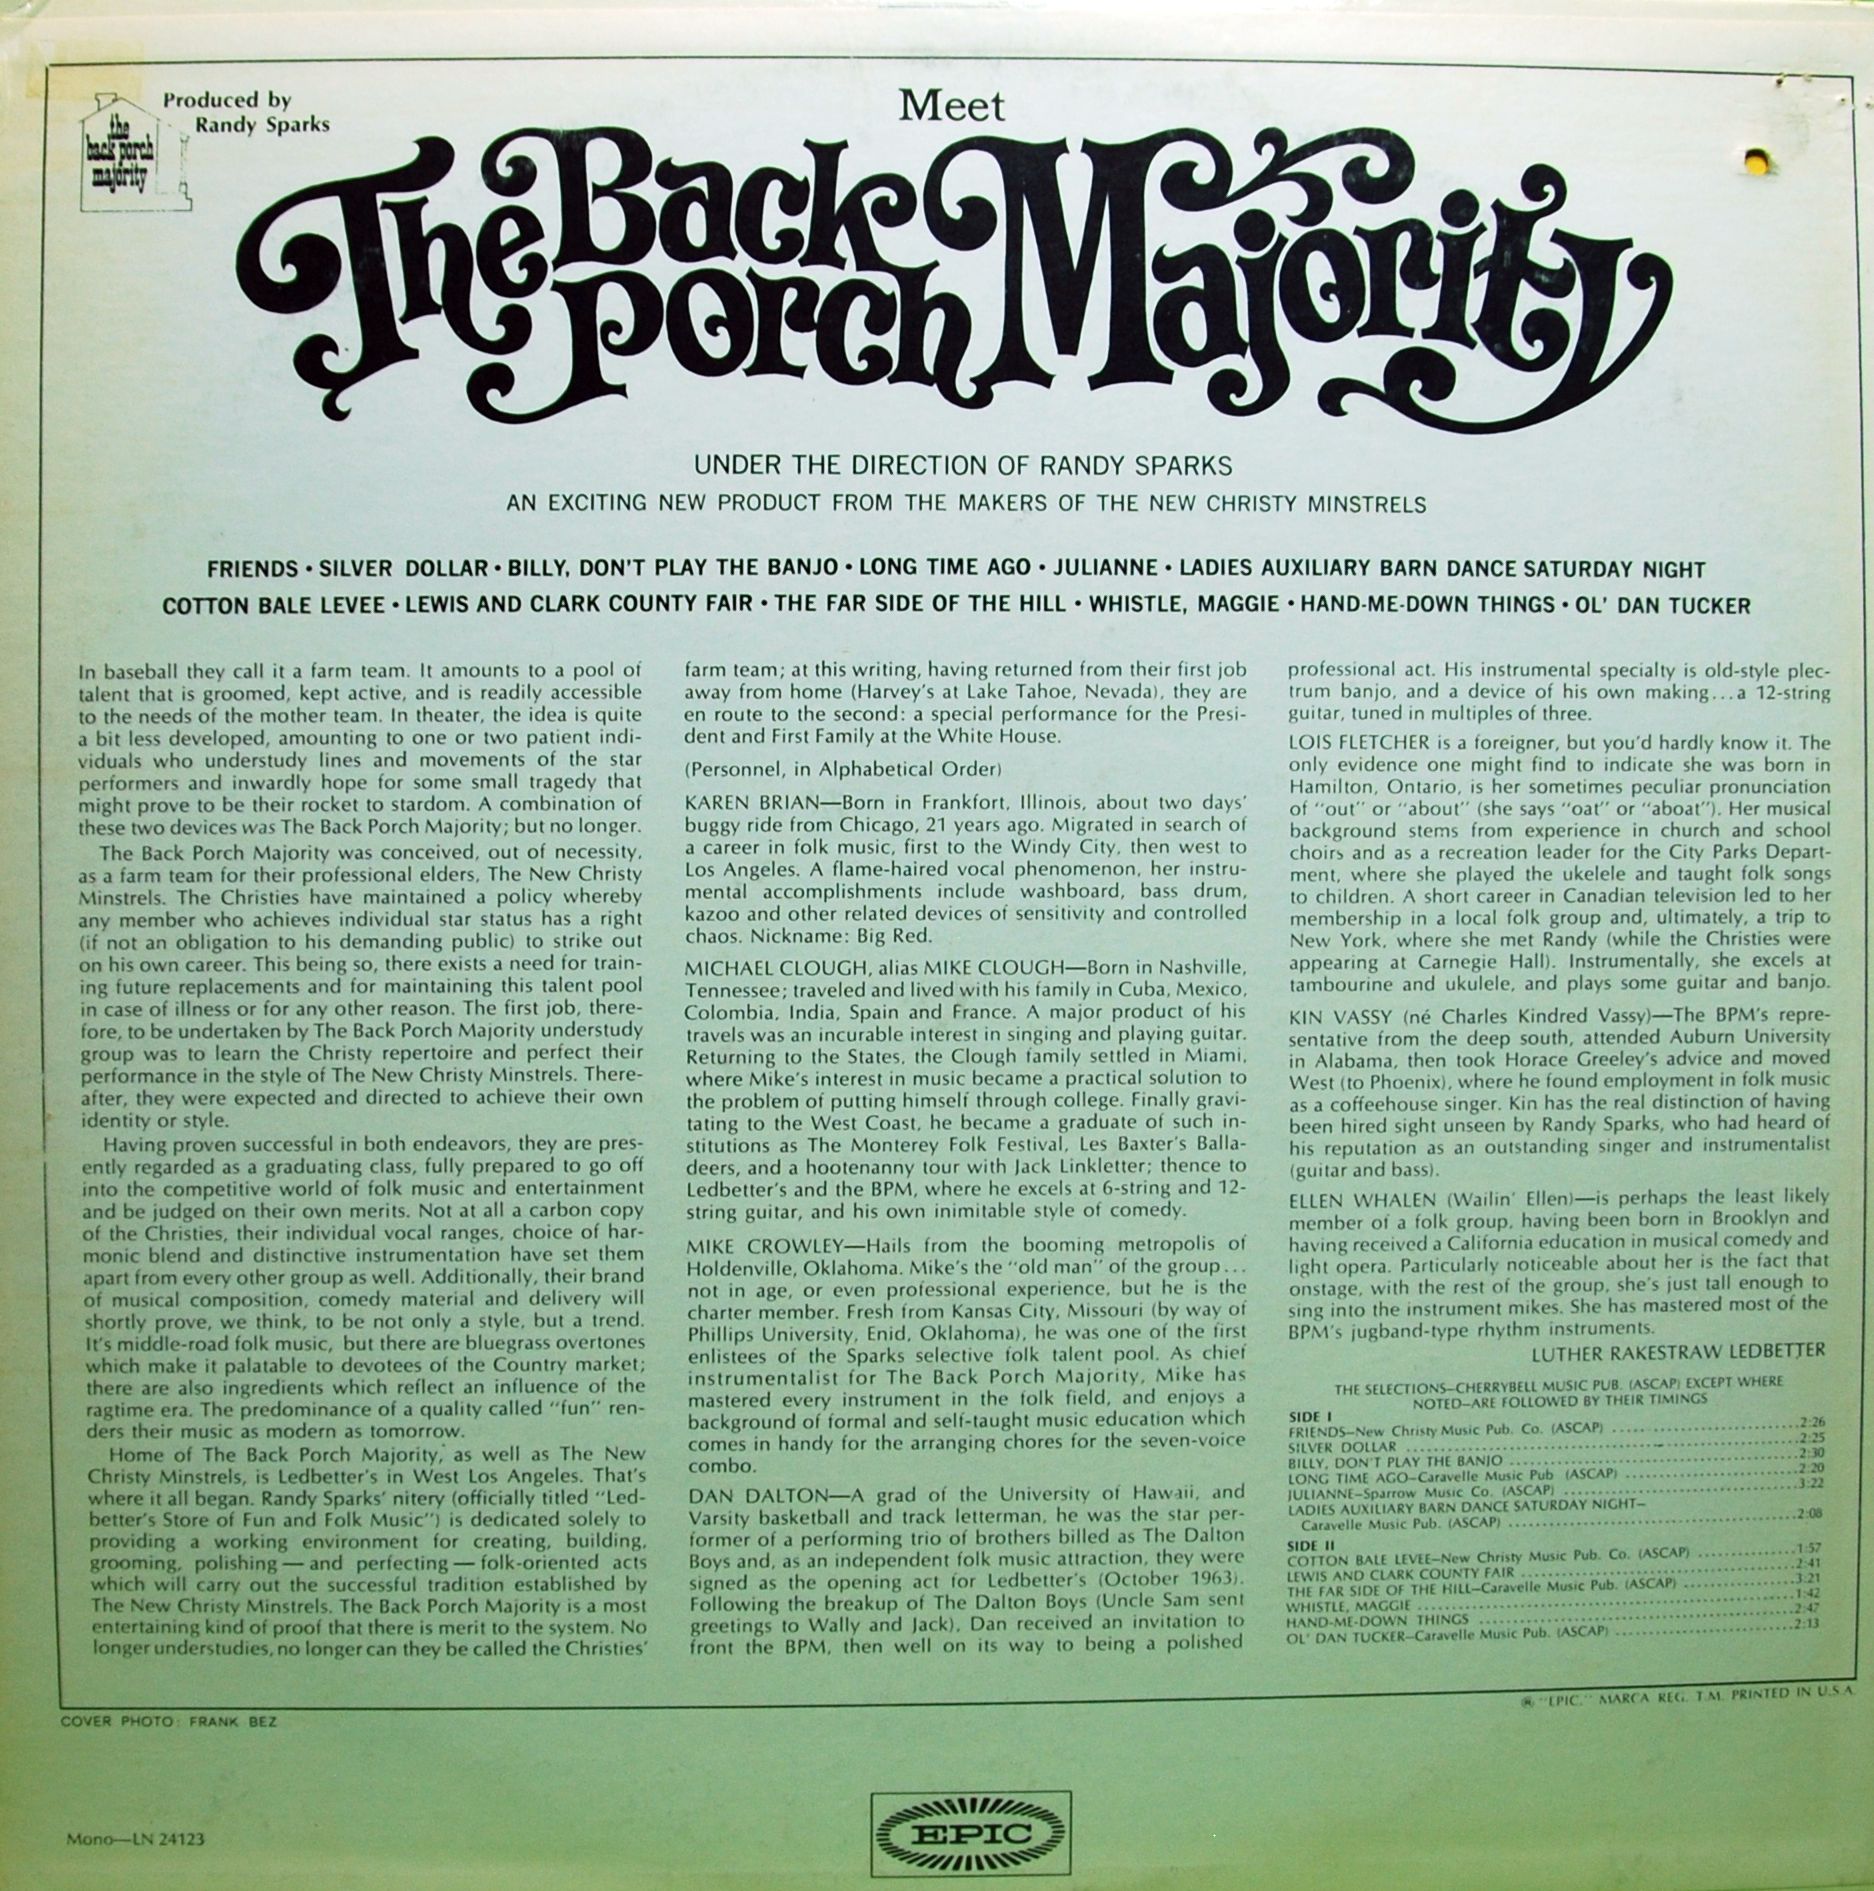 Produced by
Randy Sparks
the
back porch
majority
Meet
The Back Porch Majority
UNDER THE DIRECTION OF RANDY SPARKS
AN EXCITING NEW PRODUCT FROM THE MAKERS OF THE NEW CHRISTY MINSTRELS
FRIENDS • SILVER DOLLAR • BILLY, DON'T PLAY THE BANJO • LONG TIME AGO • JULIANNE • LADIES AUXILIARY BARN DANCE SATURDAY NIGHT
COTTON BALE LEVEE • LEWIS AND CLARK COUNTY FAIR • THE FAR SIDE OF THE HILL • WHISTLE, MAGGIE • HAND-ME-DOWN THINGS • OL' DAN TUCKER
In baseball they call it a farm team. It amounts to a pool of
talent that is groomed, kept active, and is readily accessible
to the needs of the mother team. In theater, the idea is quite
a bit less developed, amounting to one or two patient indi-
viduals who understudy lines and movements of the star
performers and inwardly hope for some small tragedy that
might prove to be their rocket to stardom. A combination of
these two devices was The Back Porch Majority; but no longer.
The Back Porch Majority was conceived, out of necessity,
as a farm team for their professional elders, The New Christy
Minstrels. The Christies have maintained a policy whereby
any member who achieves individual star status has a right
(if not an obligation to his demanding public) to strike out
on his own career. This being so, there exists a need for train-
ing future replacements and for maintaining this talent pool
in case of illness or for any other reason. The first job, there-
fore, to be undertaken by The Back Porch Majority understudy
group was to learn the Christy repertoire and perfect their
performance in the style of The New Christy Minstrels. There-
after, they were expected and directed to achieve their own
identity or style.
Having proven successful in both endeavors, they are pres-
ently regarded as a graduating class, fully prepared to go off
into the competitive world of folk music and entertainment
and be judged on their own merits. Not at all a carbon copy
of the Christies, their individual vocal ranges, choice of har-
monic blend and distinctive instrumentation have set them
apart from every other group as well. Additionally, their brand
of musical composition, comedy material and delivery will
shortly prove, we think, to be not only a style, but a trend.
It's middle-road folk music, but there are bluegrass overtones
which make it palatable to devotees of the Country market;
there are also ingredients which reflect an influence of the
ragtime era. The predominance of a quality called "fun" ren-
ders their music as modern as tomorrow.
Home of The Back Porch Majority, as well as The New
Christy Minstrels, is Ledbetter's in West Los Angeles. That's
where it all began. Randy Sparks' nitery (officially titled "Led-
better's Store of Fun and Folk Music") is dedicated solely to
providing a working environment for creating, building,
grooming, polishing — and perfecting — folk-oriented acts
which will carry out the successful tradition established by
The New Christy Minstrels. The Back Porch Majority is a most
entertaining kind of proof that there is merit to the system. No
longer understudies, no longer can they be called the Christies'
farm team; at this writing, having returned from their first job
away from home (Harvey's at Lake Tahoe, Nevada), they are
en route to the second: a special performance for the Presi-
dent and First Family at the White House.
(Personnel, in Alphabetical Order)
KAREN BRIAN—Born in Frankfort, Illinois, about two days'
buggy ride from Chicago, 21 years ago. Migrated in search of
a career in folk music, first to the Windy City, then west to
Los Angeles. A flame-haired vocal phenomenon, her instru-
mental accomplishments include washboard, bass drum,
kazoo and other related devices of sensitivity and controlled
chaos. Nickname: Big Red.
MICHAEL CLOUGH, alias MIKE CLOUGH—Born in Nashville,
Tennessee; traveled and lived with his family in Cuba, Mexico,
Colombia, India, Spain and France. A major product of his
travels was an incurable interest in singing and playing guitar.
Returning to the States, the Clough family settled in Miami,
where Mike's interest in music became a practical solution to
the problem of putting himself through college. Finally gravi-
tating to the West Coast, he became a graduate of such in-
stitutions as The Monterey Folk Festival, Les Baxter's Balla-
deers, and a hootenanny tour with Jack Linkletter; thence to
Ledbetter's and the BPM, where he excels at 6-string and 12-
string guitar, and his own inimitable style of comedy.
MIKE CROWLEY—Hails from the booming metropolis of
Holdenville, Oklahoma. Mike's the "old man" of the group...
not in age, or even professional experience, but he is the
charter member. Fresh from Kansas City, Missouri (by way of
Phillips University, Enid, Oklahoma), he was one of the first
enlistees of the Sparks selective folk talent pool. As chief
instrumentalist for The Back Porch Majority, Mike has
mastered every instrument in the folk field, and enjoys a
background of formal and self-taught music education which
comes in handy for the arranging chores for the seven-voice
combo.
DAN DALTON—A grad of the University of Hawaii, and
Varsity basketball and track letterman, he was the star per-
former of a performing trio of brothers billed as The Dalton
Boys and, as an independent folk music attraction, they were
signed as the opening act for Ledbetter's (October 1963).
Following the breakup of The Dalton Boys (Uncle Sam sent
greetings to Wally and Jack), Dan received an invitation to
front the BPM, then well on its way to being a polished
professional act. His instrumental specialty is old-style plec-
trum banjo, and a device of his own making...a 12-string
guitar, tuned in multiples of three.
LOIS FLETCHER is a foreigner, but you'd hardly know it. The
only evidence one might find to indicate she was born in
Hamilton, Ontario, is her sometimes peculiar pronunciation
of "out" or "about" (she says "oat" or "aboat"). Her musical
background stems from experience in church and school
choirs and as a recreation leader for the City Parks Depart-
ment, where she played the ukelele and taught folk songs
to children. A short career in Canadian television led to her
membership in a local folk group and, ultimately, a trip to
New York, where she met Randy (while the Christies were
appearing at Carnegie Hall). Instrumentally, she excels at
tambourine and ukulele, and plays some guitar and banjo.
KIN VASSY (né Charles Kindred Vassy)—The BPM's repre-
sentative from the deep south, attended Auburn University
in Alabama, then took Horace Greeley's advice and moved
West (to Phoenix), where he found employment in folk music
as a coffeehouse singer. Kin has the real distinction of having
been hired sight unseen by Randy Sparks, who had heard of
his reputation as an outstanding singer and instrumentalist
(guitar and bass).
ELLEN WHALEN (Wailin' Ellen)—is perhaps the least likely
member of a folk group, having been born in Brooklyn and
having received a California education in musical comedy and
light opera. Particularly noticeable about her is the fact that
onstage, with the rest of the group, she's just tall enough to
sing into the instrument mikes. She has mastered most of the
BPM's jugband-type rhythm instruments.
LUTHER RAKESTRAW LEDBETTER
THE SELECTIONS—CHERRYBELL MUSIC PUB. (ASCAP) EXCEPT WHERE
NOTED—ARE FOLLOWED BY THEIR TIMINGS
SIDE I
FRIENDS—New Christy Music Pub. Co. (ASCAP) ..........2:26
SILVER DOLLAR ..........2:25
BILLY, DON'T PLAY THE BANJO ..........2:30
LONG TIME AGO—Caravelle Music Pub (ASCAP) ..........2:20
JULIANNE—Sparrow Music Co. (ASCAP) ..........3:22
LADIES AUXILIARY BARN DANCE SATURDAY NIGHT—
Caravelle Music Pub. (ASCAP) ..........2:08
SIDE II
COTTON BALE LEVEE—New Christy Music Pub. Co. (ASCAP) ..........1:57
LEWIS AND CLARK COUNTY FAIR ..........2:41
THE FAR SIDE OF THE HILL—Caravelle Music Pub. (ASCAP) ..........3:21
WHISTLE, MAGGIE ..........1:42
HAND-ME-DOWN THINGS ..........2:47
OL' DAN TUCKER—Caravelle Music Pub. (ASCAP) ..........2:13
® "EPIC," MARCA REG. T.M. PRINTED IN U.S.A.
COVER PHOTO: FRANK BEZ
Mono—LN 24123
EPIC